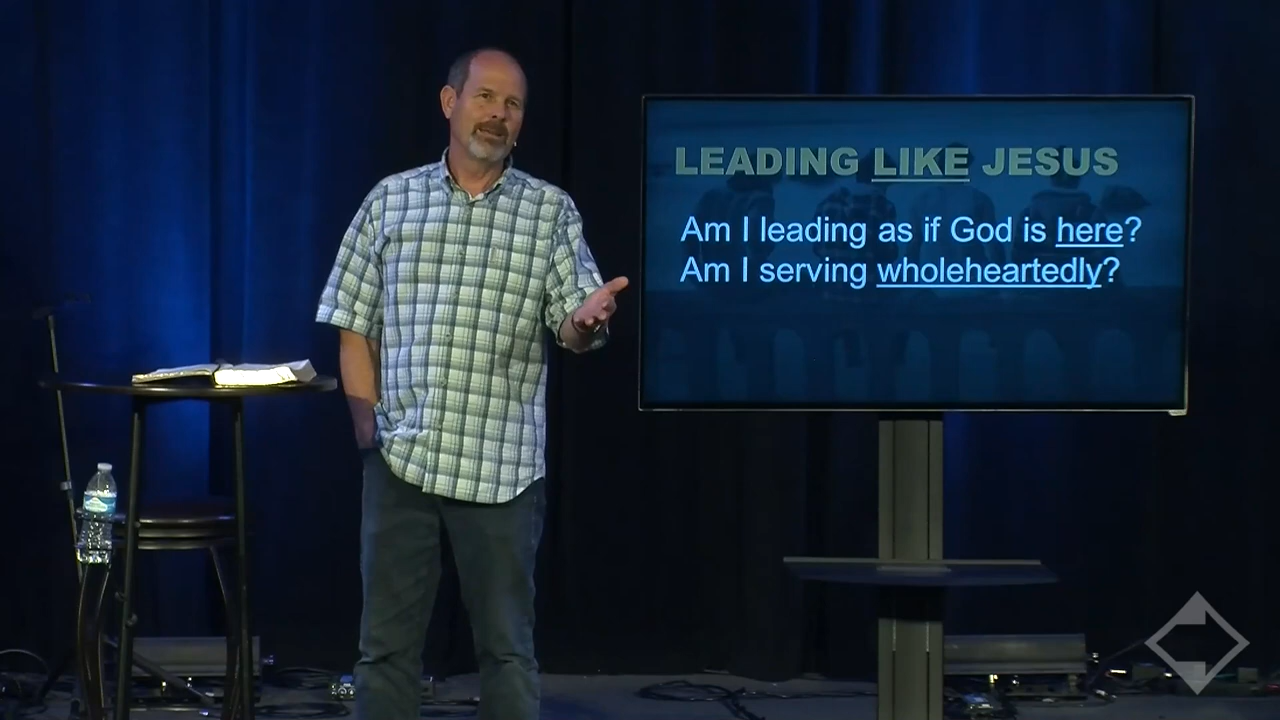 LEADING LIKE JESUS
Am I leading as if God is here?
Am I serving wholeheartedly?